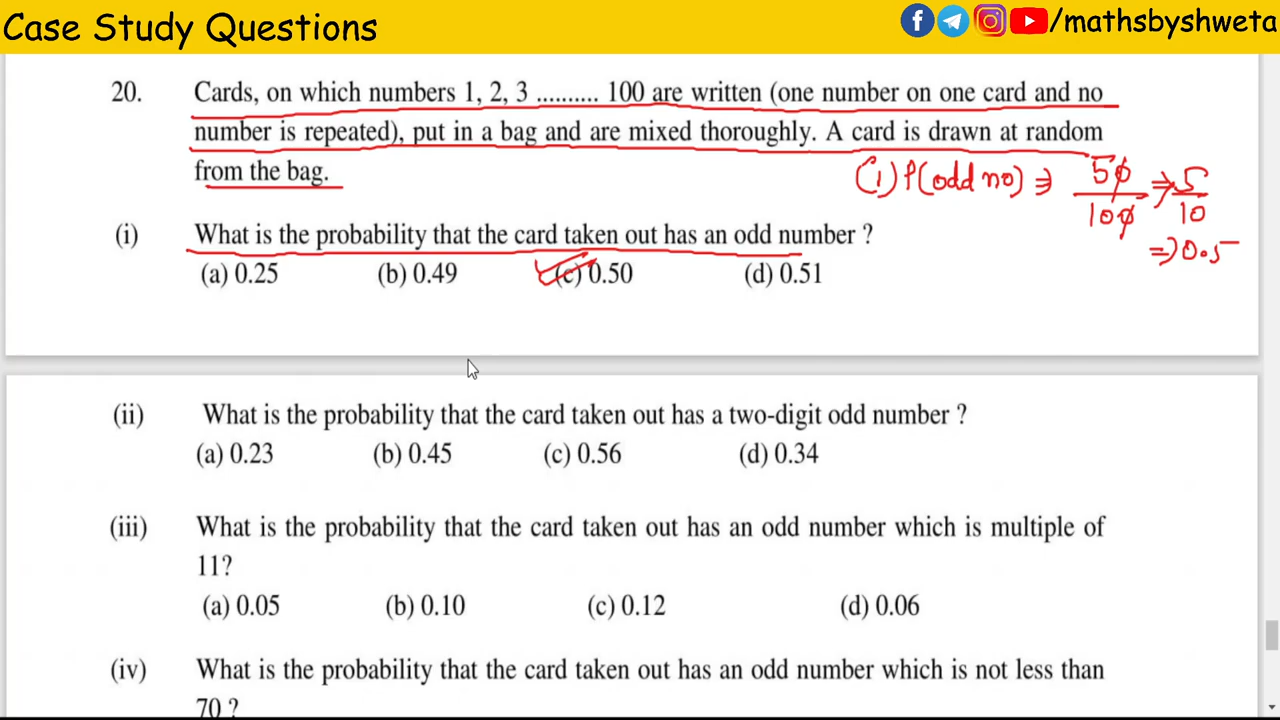 Case Study Questions
/mathsbyshweta
20. Cards, on which numbers 1, 2, 3 .......... 100 are written (one number on one card and no
number is repeated), put in a bag and are mixed thoroughly. A card is drawn at random
from the bag.
(1) P(odd no) ⇒ 50/100 ⇒ 5/10
⇒ 0.5
(i) What is the probability that the card taken out has an odd number ?
(a) 0.25 (b) 0.49 (c) 0.50 (d) 0.51
(ii) What is the probability that the card taken out has a two-digit odd number ?
(a) 0.23 (b) 0.45 (c) 0.56 (d) 0.34
(iii) What is the probability that the card taken out has an odd number which is multiple of
11?
(a) 0.05 (b) 0.10 (c) 0.12 (d) 0.06
(iv) What is the probability that the card taken out has an odd number which is not less than
70 ?